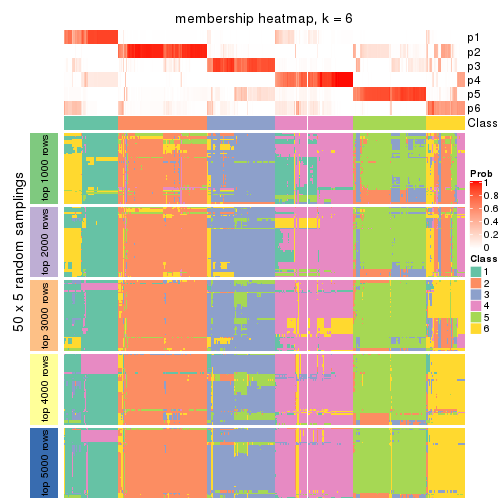 membership heatmap, k = 6
p1
p2
p3
p4
p5
p6
Class
50 x 5 random samplings
top 1000 rows
top 2000 rows
top 3000 rows
top 4000 rows
top 5000 rows
Prob
1
0.8
0.6
0.4
0.2
0
Class
1
2
3
4
5
6